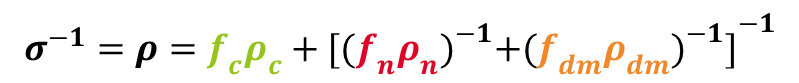 σ⁻¹ = ρ = f_cρ_c + [(f_nρ_n)⁻¹+(f_dmρ_dm)⁻¹]⁻¹